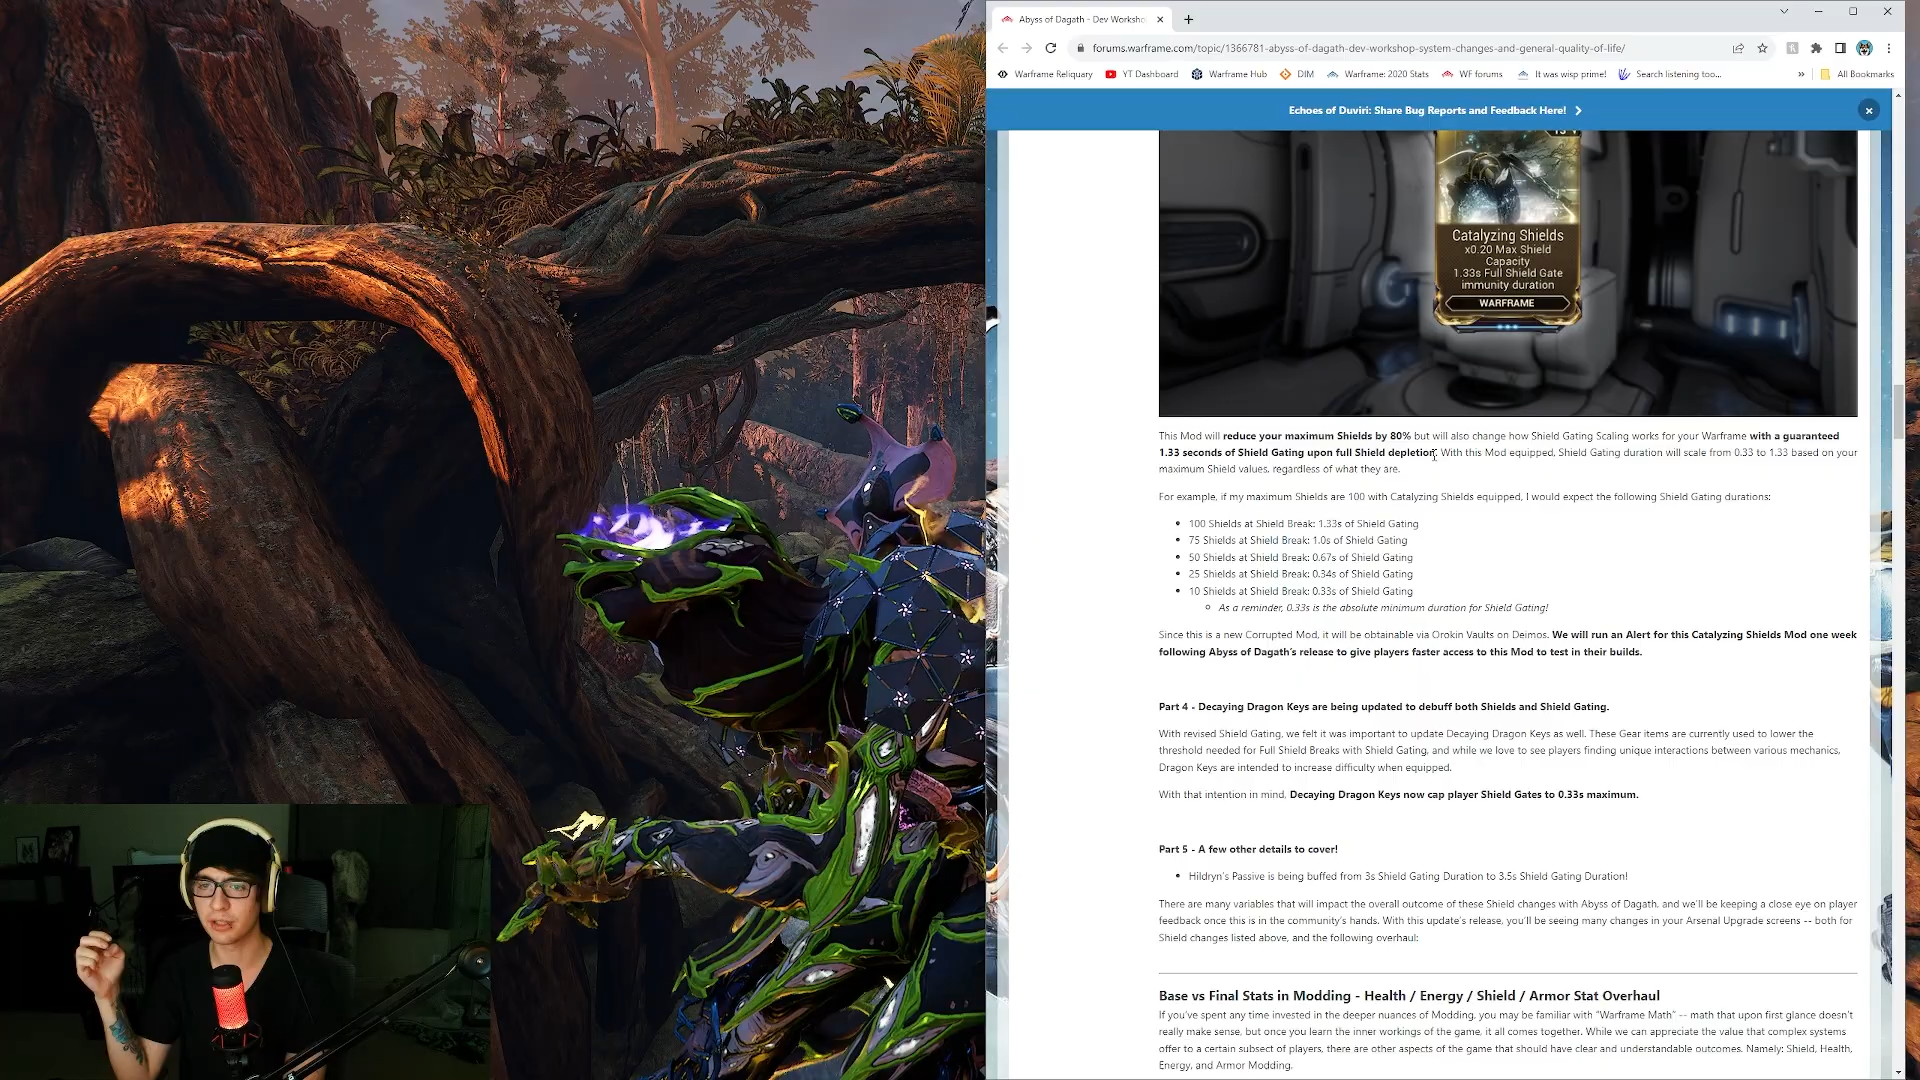 Abyss of Dagath - Dev Worksho
forums.warframe.com/topic/1366781-abyss-of-dagath-dev-workshop-system-changes-and-general-quality-of-life/
Warframe Reliquary YT Dashboard Warframe Hub DIM Warframe: 2020 Stats WF forums It was wisp prime! Search listening too... » All Bookmarks
Echoes of Duviri: Share Bug Reports and Feedback Here!
Catalyzing Shields
x0.20 Max Shield
Capacity
1.33s Full Shield Gate
immunity duration
WARFRAME
This Mod will reduce your maximum Shields by 80% but will also change how Shield Gating Scaling works for your Warframe with a guaranteed
1.33 seconds of Shield Gating upon full Shield depletion. With this Mod equipped, Shield Gating duration will scale from 0.33 to 1.33 based on your
maximum Shield values, regardless of what they are.
For example, if my maximum Shields are 100 with Catalyzing Shields equipped, I would expect the following Shield Gating durations:
• 100 Shields at Shield Break: 1.33s of Shield Gating
• 75 Shields at Shield Break: 1.0s of Shield Gating
• 50 Shields at Shield Break: 0.67s of Shield Gating
• 25 Shields at Shield Break: 0.34s of Shield Gating
• 10 Shields at Shield Break: 0.33s of Shield Gating
◦ As a reminder, 0.33s is the absolute minimum duration for Shield Gating!
Since this is a new Corrupted Mod, it will be obtainable via Orokin Vaults on Deimos. We will run an Alert for this Catalyzing Shields Mod one week
following Abyss of Dagath's release to give players faster access to this Mod to test in their builds.
Part 4 - Decaying Dragon Keys are being updated to debuff both Shields and Shield Gating.
With revised Shield Gating, we felt it was important to update Decaying Dragon Keys as well. These Gear items are currently used to lower the
threshold needed for Full Shield Breaks with Shield Gating, and while we love to see players finding unique interactions between various mechanics,
Dragon Keys are intended to increase difficulty when equipped.
With that intention in mind, Decaying Dragon Keys now cap player Shield Gates to 0.33s maximum.
Part 5 - A few other details to cover!
• Hildryn's Passive is being buffed from 3s Shield Gating Duration to 3.5s Shield Gating Duration!
There are many variables that will impact the overall outcome of these Shield changes with Abyss of Dagath, and we'll be keeping a close eye on player
feedback once this is in the community's hands. With this update's release, you'll be seeing many changes in your Arsenal Upgrade screens -- both for
Shield changes listed above, and the following overhaul:
Base vs Final Stats in Modding - Health / Energy / Shield / Armor Stat Overhaul
If you've spent any time invested in the deeper nuances of Modding, you may be familiar with "Warframe Math" -- math that upon first glance doesn't
really make sense, but once you learn the inner workings of the game, it all comes together. While we can appreciate the value that complex systems
offer to a certain subsect of players, there are other aspects of the game that should have clear and understandable outcomes. Namely: Shield, Health,
Energy, and Armor Modding.